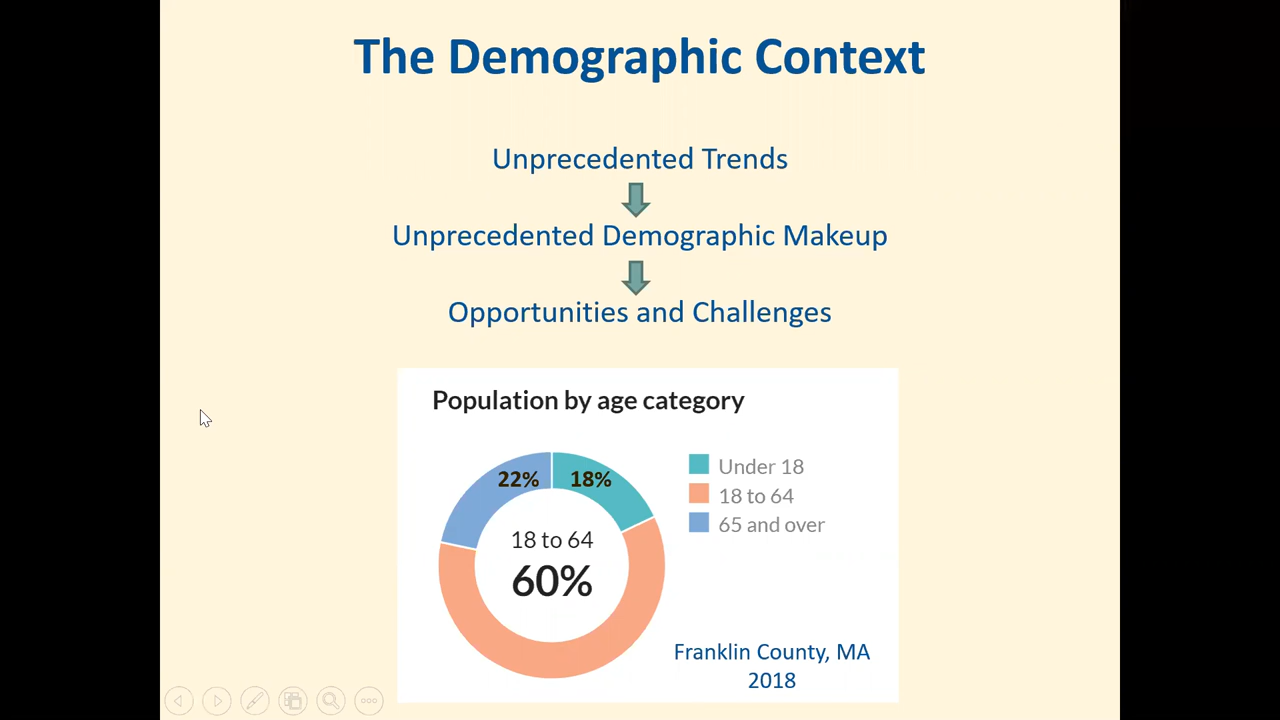 The Demographic Context
Unprecedented Trends
Unprecedented Demographic Makeup
Opportunities and Challenges
Population by age category
22%
18%
Under 18
18 to 64
65 and over
18 to 64
60%
Franklin County, MA
2018